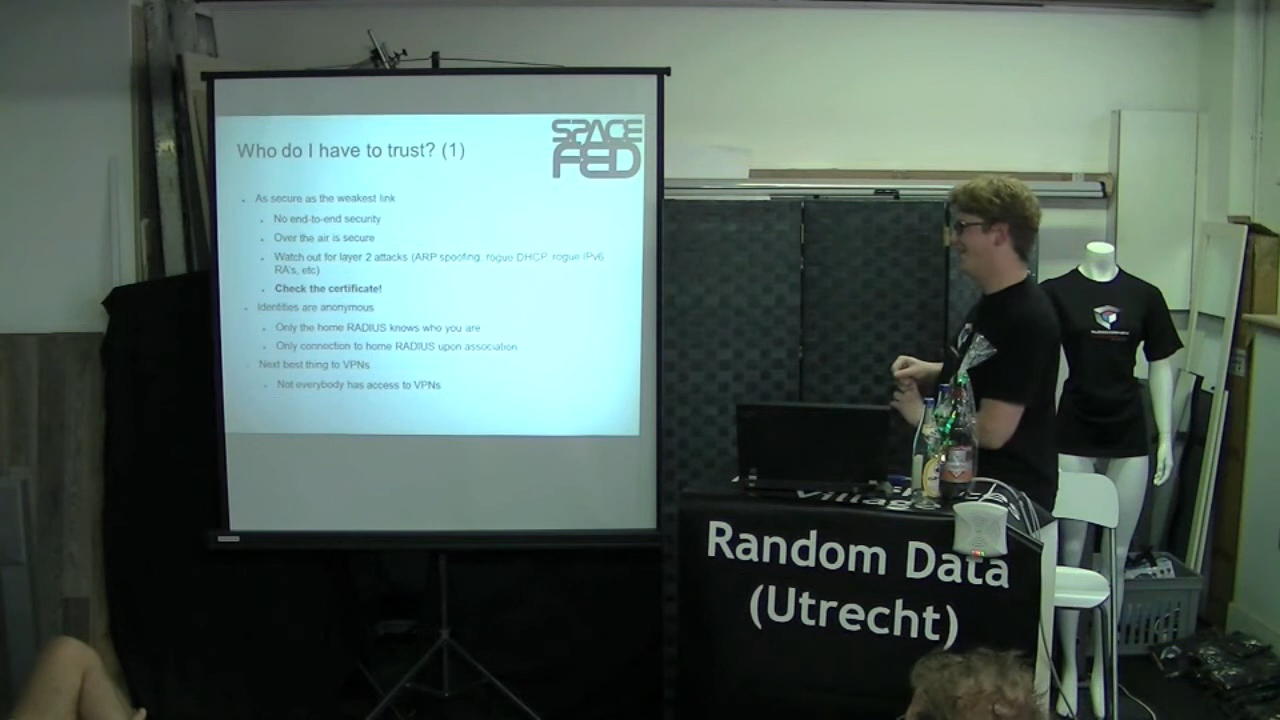 Who do I have to trust? (1)
SPACE
FED
As secure as the weakest link
No end-to-end security
Over the air is secure
Watch out for layer 2 attacks (ARP spoofing, rogue DHCP, rogue IPv6
RA's, etc)
Check the certificate!
Identities are anonymous
Only the home RADIUS knows who you are
Only connection to home RADIUS upon association
Next best thing to VPNs
Not everybody has access to VPNs
Village
Random Data
(Utrecht)